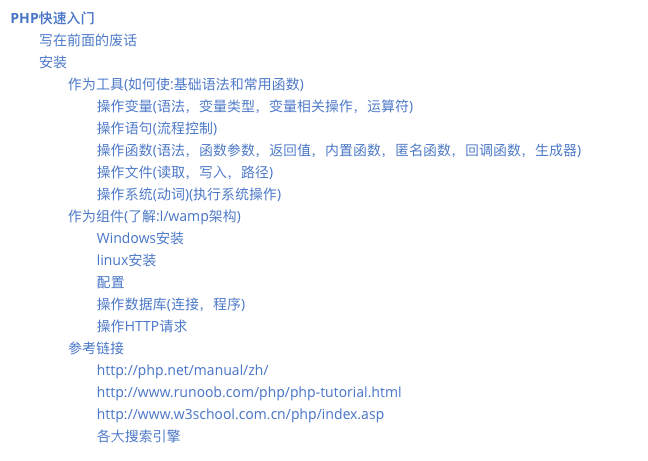 PHP快速入门
写在前面的废话
安装
作为工具(如何使:基础语法和常用函数)
操作变量(语法，变量类型，变量相关操作，运算符)
操作语句(流程控制)
操作函数(语法，函数参数，返回值，内置函数，匿名函数，回调函数，生成器)
操作文件(读取，写入，路径)
操作系统(动词)(执行系统操作)
作为组件(了解:l/wamp架构)
Windows安装
linux安装
配置
操作数据库(连接，程序)
操作HTTP请求
参考链接
http://php.net/manual/zh/
http://www.runoob.com/php/php-tutorial.html
http://www.w3school.com.cn/php/index.asp
各大搜索引擎